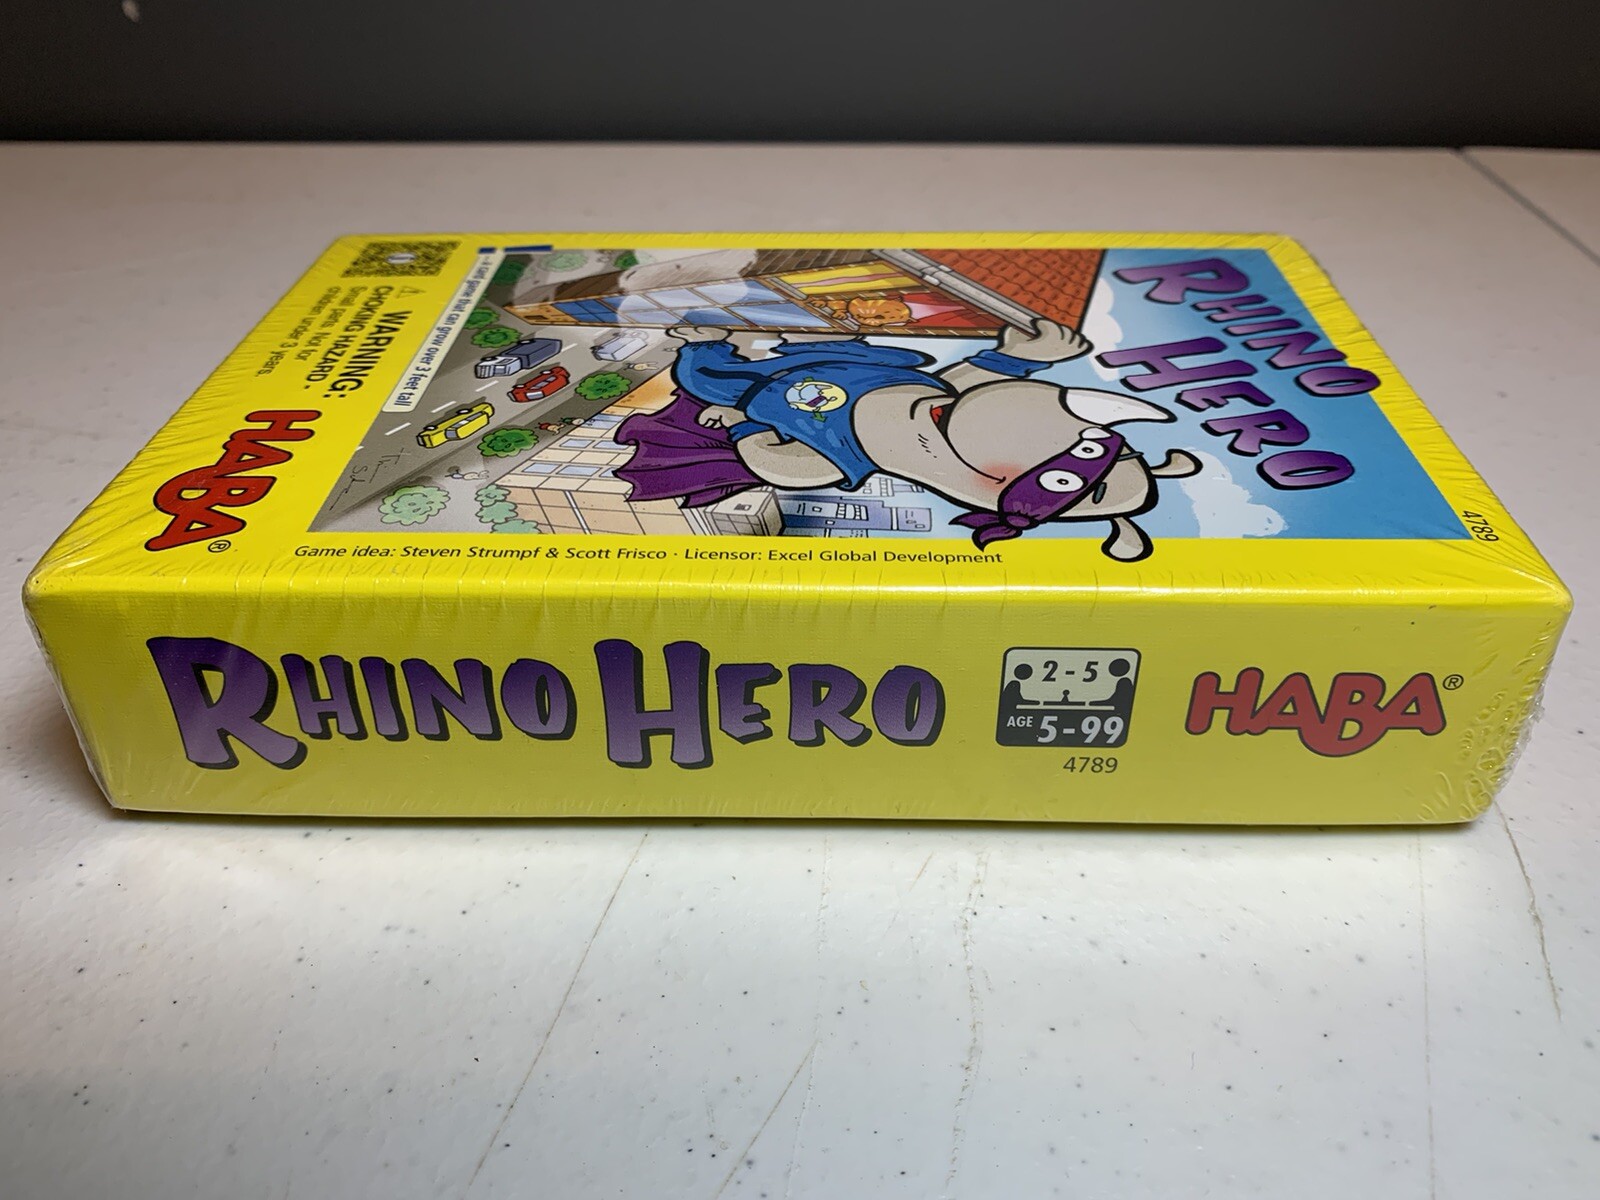 RHINO
HERO
4789
A card game that can grow over 3 feet tall
WARNING:
CHOKING HAZARD -
Small parts. Not for
children under 3 years.
HABA®
Game idea: Steven Strumpf & Scott Frisco · Licensor: Excel Global Development
RHINO HERO
2-5
AGE 5-99
4789
HABA®